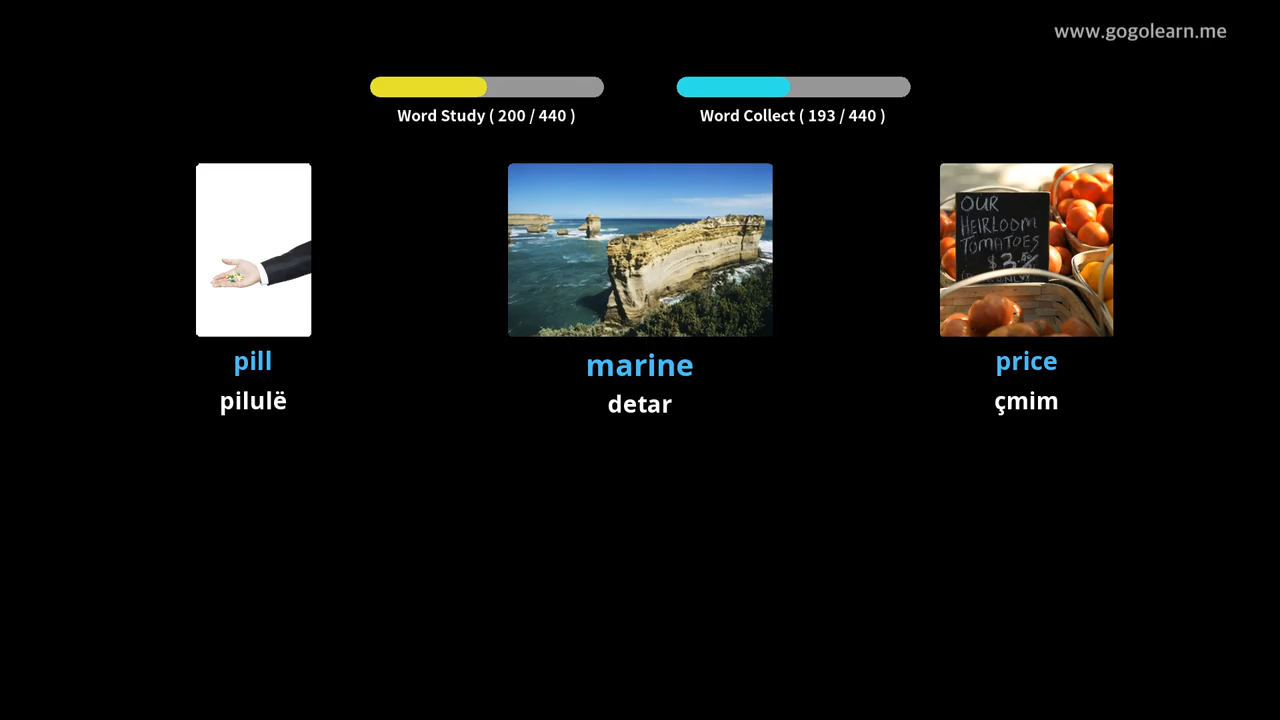 www.gogolearn.me
Word Study ( 200 / 440 )
Word Collect ( 193 / 440 )
OUR
HEIRLOOM
TOMATOES
$3.
pill
marine
price
pilulë
detar
çmim